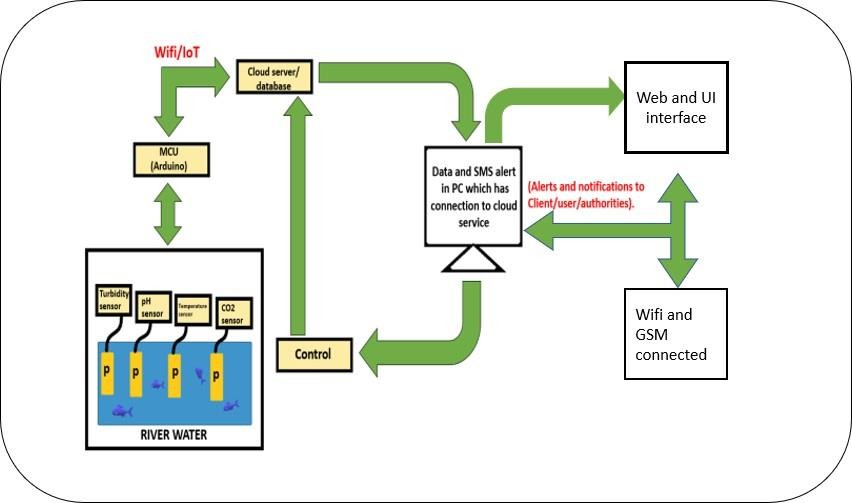 Wifi/IoT
Cloud server/
database
MCU
(Arduino)
Web and UI
interface
Data and SMS alert
in PC which has
connection to cloud
service
(Alerts and notifications to
Client/user/authorities).
Wifi and
GSM
connected
Control
Turbidity
sensor
pH
sensor
Temperature
sensor
CO2
sensor
P
P
P
P
RIVER WATER